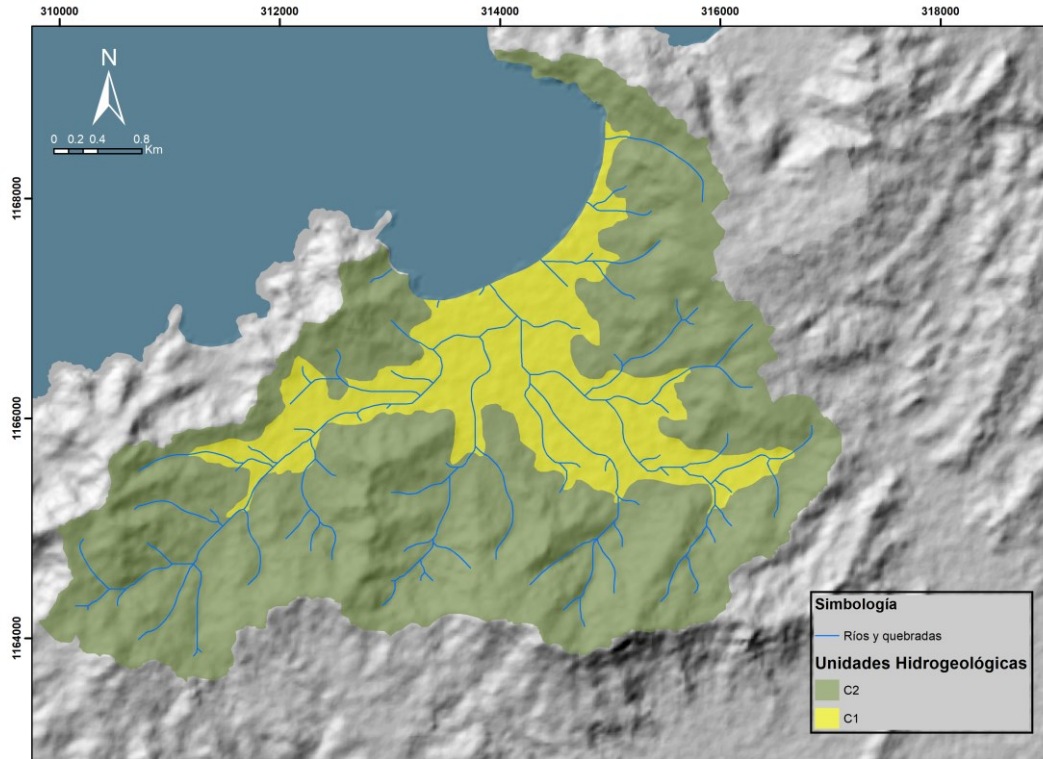 310000 312000 314000 316000 318000
N
0 0.2 0.4 0.8
Km
1168000
1166000
1164000
Simbología
Ríos y quebradas
Unidades Hidrogeológicas
C2
C1